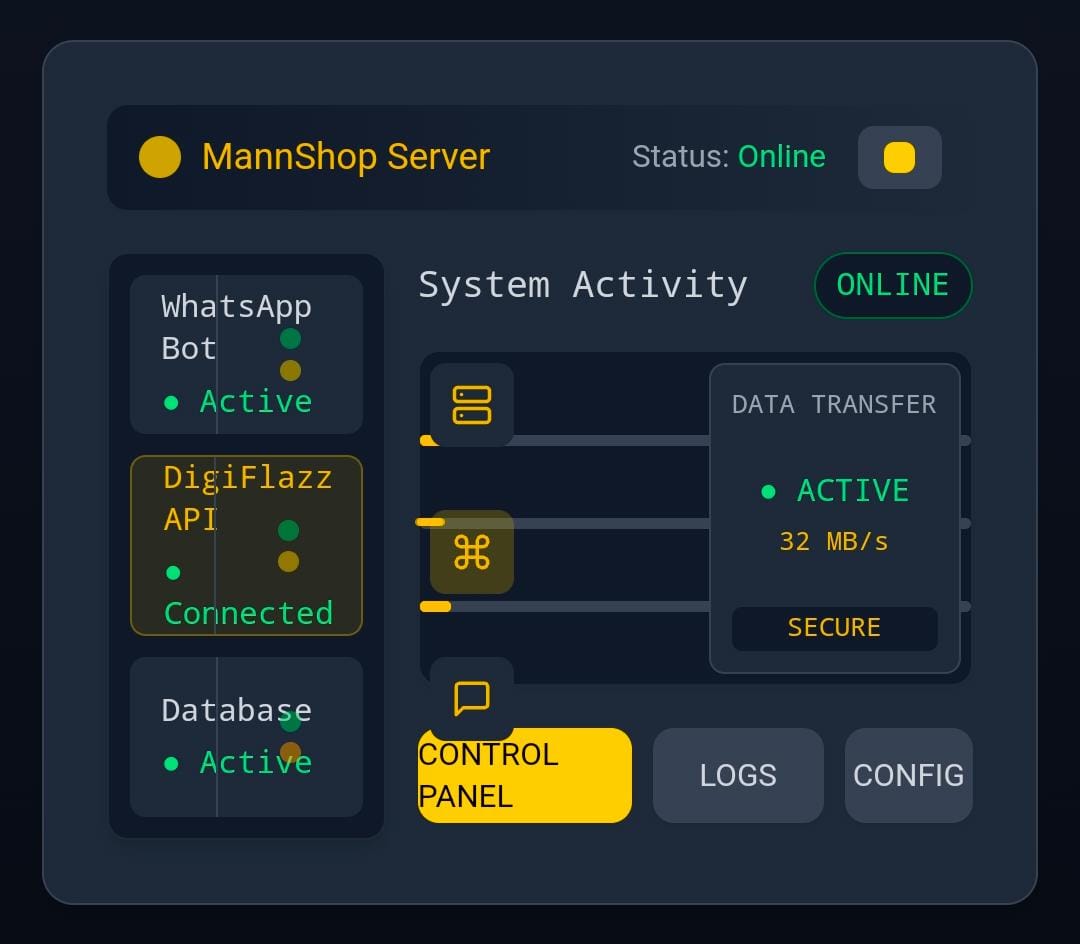 MannShop Server
Status: Online
WhatsApp
Bot
● Active
DigiFlazz
API
●
Connected
Database
● Active
System Activity
ONLINE
DATA TRANSFER
● ACTIVE
32 MB/s
SECURE
CONTROL
PANEL
LOGS
CONFIG